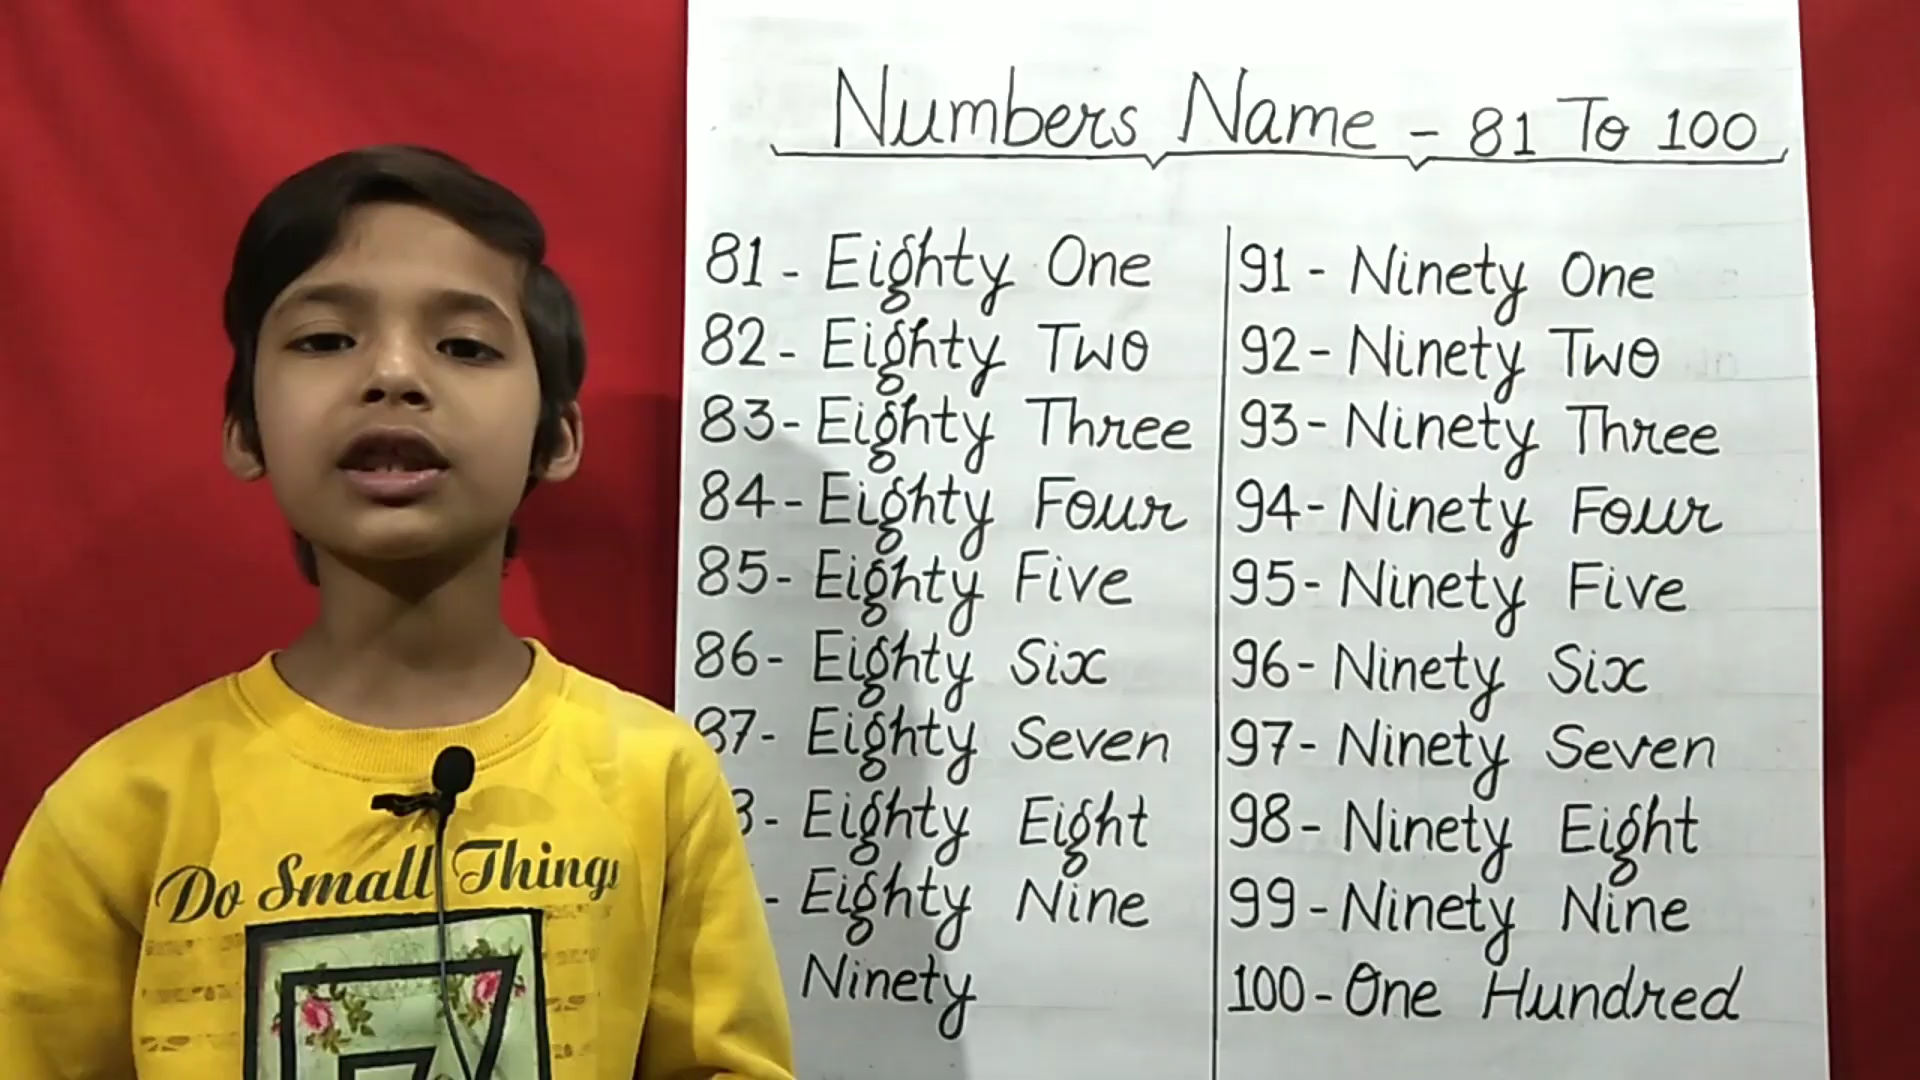 Numbers Name - 81 To 100
81 - Eighty One
82 - Eighty Two
83 - Eighty Three
84 - Eighty Four
85 - Eighty Five
86 - Eighty Six
87 - Eighty Seven
- Eighty Eight
- Eighty Nine
Ninety
91 - Ninety One
92 - Ninety Two
93 - Ninety Three
94 - Ninety Four
95 - Ninety Five
96 - Ninety Six
97 - Ninety Seven
98 - Ninety Eight
99 - Ninety Nine
100 - One Hundred
Do Small Things